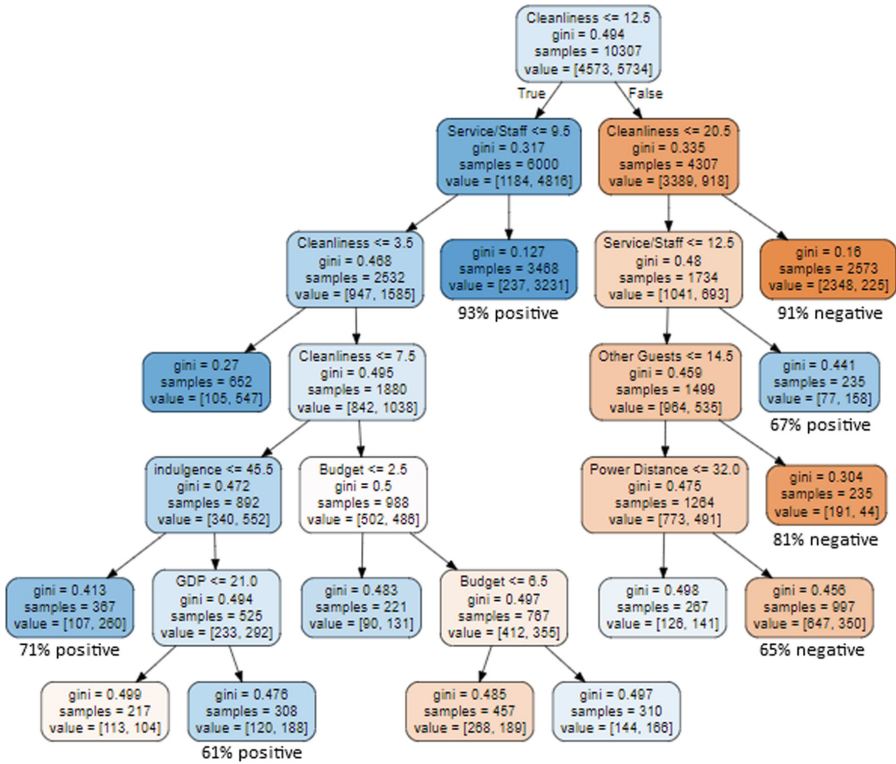 Cleanliness <= 12.5
gini = 0.494
samples = 10307
value = [4573, 5734]
True
False
Service/Staff <= 9.5
gini = 0.317
samples = 6000
value = [1184, 4816]
Cleanliness <= 20.5
gini = 0.335
samples = 4307
value = [3389, 918]
Cleanliness <= 3.5
gini = 0.468
samples = 2532
value = [947, 1585]
gini = 0.127
samples = 3468
value = [237, 3231]
93% positive
Service/Staff <= 12.5
gini = 0.48
samples = 1734
value = [1041, 693]
gini = 0.16
samples = 2573
value = [2348, 225]
91% negative
gini = 0.27
samples = 652
value = [105, 547]
Cleanliness <= 7.5
gini = 0.495
samples = 1880
value = [842, 1038]
Other Guests <= 14.5
gini = 0.459
samples = 1499
value = [964, 535]
gini = 0.441
samples = 235
value = [77, 158]
67% positive
indulgence <= 45.5
gini = 0.472
samples = 892
value = [340, 552]
Budget <= 2.5
gini = 0.5
samples = 988
value = [502, 486]
Power Distance <= 32.0
gini = 0.475
samples = 1264
value = [773, 491]
gini = 0.304
samples = 235
value = [191, 44]
81% negative
gini = 0.413
samples = 367
value = [107, 260]
71% positive
GDP <= 21.0
gini = 0.494
samples = 525
value = [233, 292]
gini = 0.483
samples = 221
value = [90, 131]
Budget <= 6.5
gini = 0.497
samples = 767
value = [412, 355]
gini = 0.498
samples = 267
value = [126, 141]
gini = 0.456
samples = 997
value = [647, 350]
65% negative
gini = 0.499
samples = 217
value = [113, 104]
gini = 0.476
samples = 308
value = [120, 188]
61% positive
gini = 0.485
samples = 457
value = [268, 189]
gini = 0.497
samples = 310
value = [144, 166]